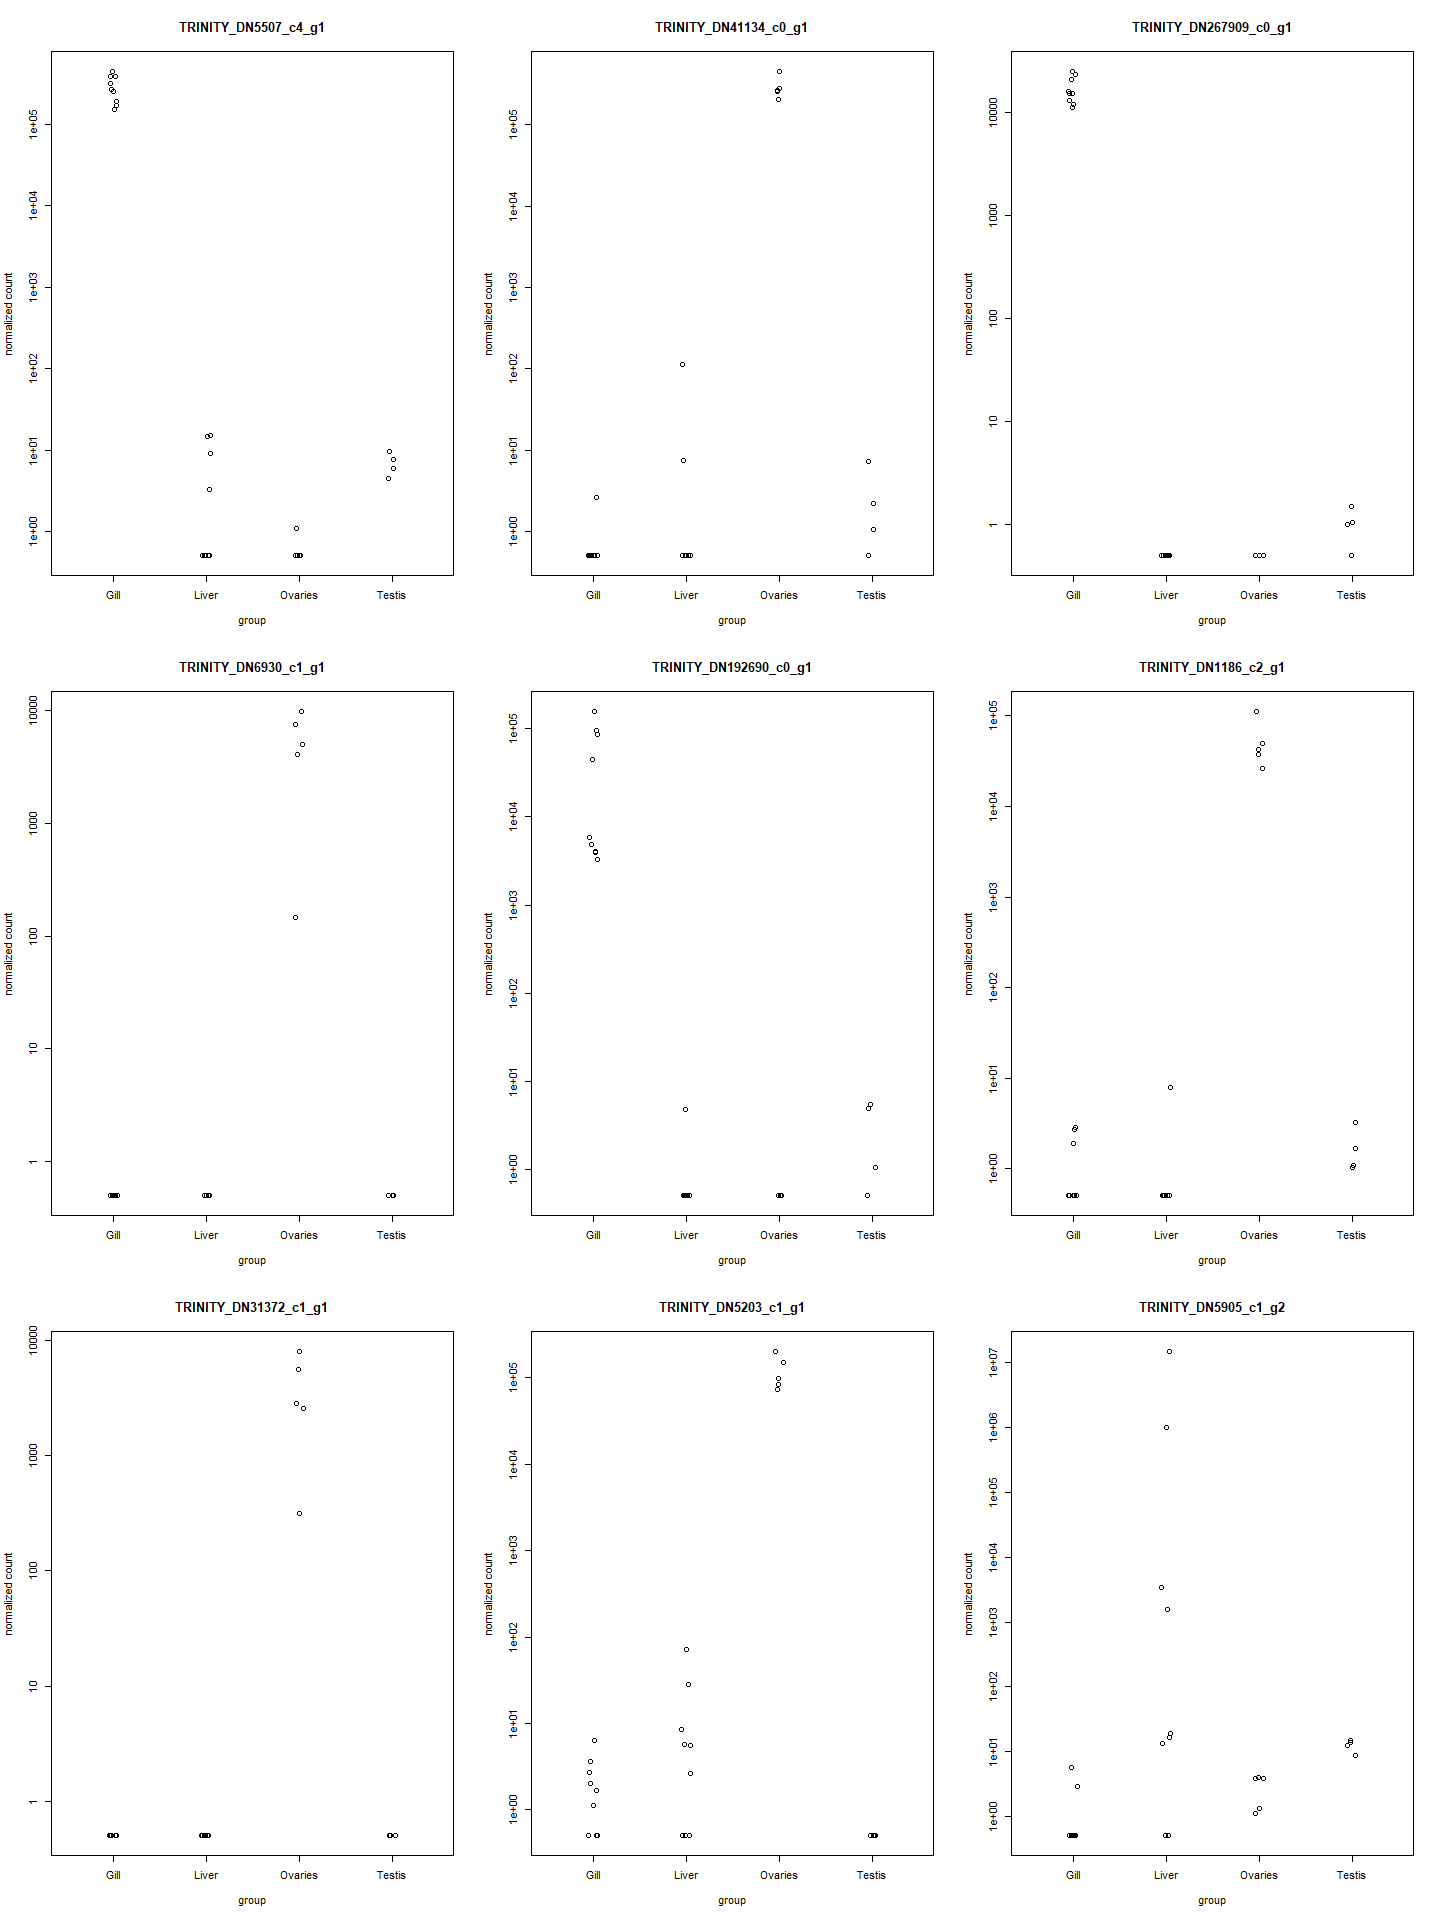 TRINITY_DN5507_c4_g1
normalized count
1e+05
1e+04
1e+03
1e+02
1e+01
1e+00
Gill Liver Ovaries Testis
group
TRINITY_DN41134_c0_g1
normalized count
1e+05
1e+04
1e+03
1e+02
1e+01
1e+00
Gill Liver Ovaries Testis
group
TRINITY_DN267909_c0_g1
normalized count
10000
1000
100
10
1
Gill Liver Ovaries Testis
group
TRINITY_DN6930_c1_g1
normalized count
10000
1000
100
10
1
Gill Liver Ovaries Testis
group
TRINITY_DN192690_c0_g1
normalized count
1e+05
1e+04
1e+03
1e+02
1e+01
1e+00
Gill Liver Ovaries Testis
group
TRINITY_DN1186_c2_g1
normalized count
1e+05
1e+04
1e+03
1e+02
1e+01
1e+00
Gill Liver Ovaries Testis
group
TRINITY_DN31372_c1_g1
normalized count
10000
1000
100
10
1
Gill Liver Ovaries Testis
group
TRINITY_DN5203_c1_g1
normalized count
1e+05
1e+04
1e+03
1e+02
1e+01
1e+00
Gill Liver Ovaries Testis
group
TRINITY_DN5905_c1_g2
normalized count
1e+07
1e+06
1e+05
1e+04
1e+03
1e+02
1e+01
1e+00
Gill Liver Ovaries Testis
group